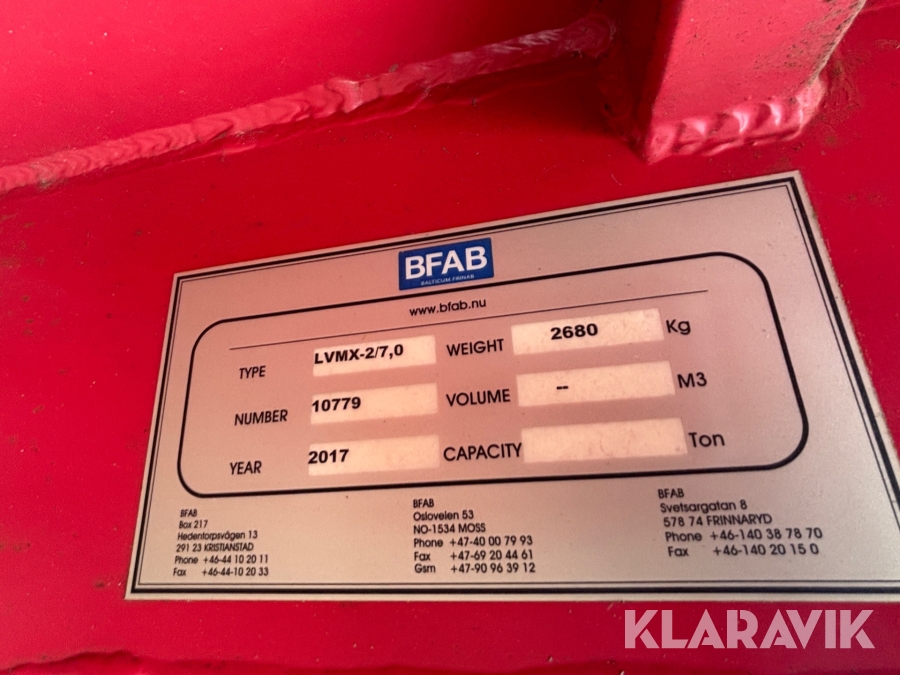 BFAB
BALTICUM FRINAB
www.bfab.nu
TYPE LVMX-2/7,0 WEIGHT 2680 Kg
NUMBER 10779 VOLUME -- M3
YEAR 2017 CAPACITY Ton
BFAB
Box 217
Hedentorpsvägen 13
291 23 KRISTIANSTAD
Phone +46-44 10 20 11
Fax +46-44-10 20 33
BFAB
Osloveien 53
NO-1534 MOSS
Phone +47-40 00 79 93
Fax +47-69 20 44 61
Gsm +47-90 96 39 12
BFAB
Svetsargatan 8
578 74 FRINNARYD
Phone +46-140 38 78 70
Fax +46-140 20 15 0
KLARAVIK